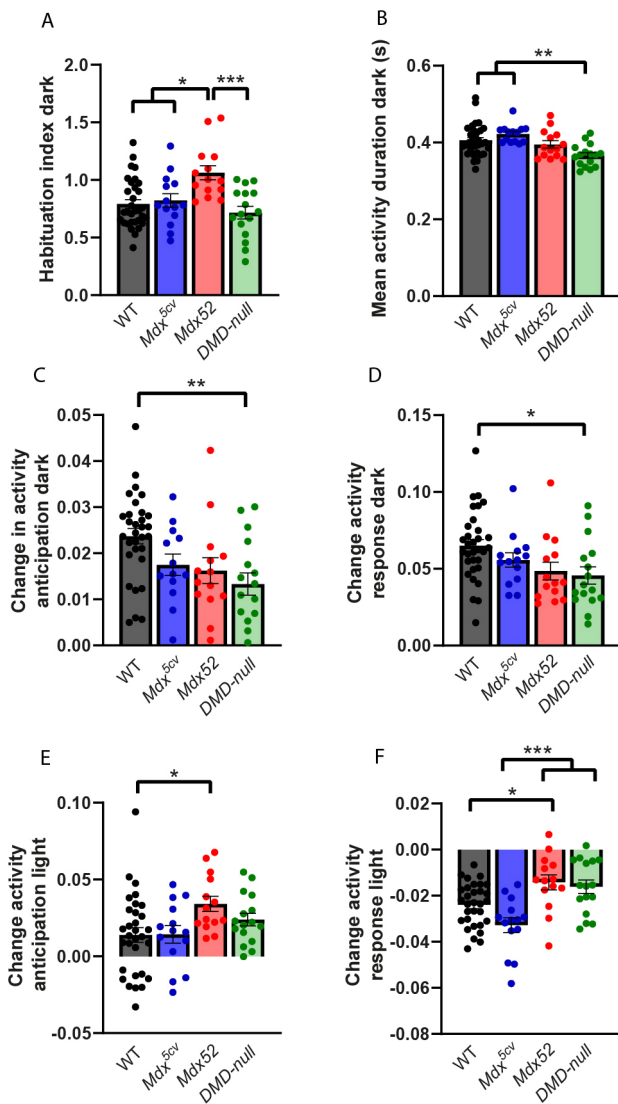 A
Habituation index dark
2.0
1.5
1.0
0.5
0.0
*
***
WT
Mdx5cv
Mdx52
DMD-null
B
Mean activity duration dark (s)
0.6
0.4
0.2
0.0
**
WT
Mdx5cv
Mdx52
DMD-null
C
Change in activity
anticipation dark
0.05
0.04
0.03
0.02
0.01
0.00
**
WT
Mdx5cv
Mdx52
DMD-null
D
Change activity
response dark
0.15
0.10
0.05
0.00
*
WT
Mdx5cv
Mdx52
DMD-null
E
Change activity
anticipation light
0.10
0.05
0.00
-0.05
*
WT
Mdx5cv
Mdx52
DMD-null
F
Change activity
response light
0.02
-0.00
-0.02
-0.04
-0.06
-0.08
***
*
WT
Mdx5cv
Mdx52
DMD-null